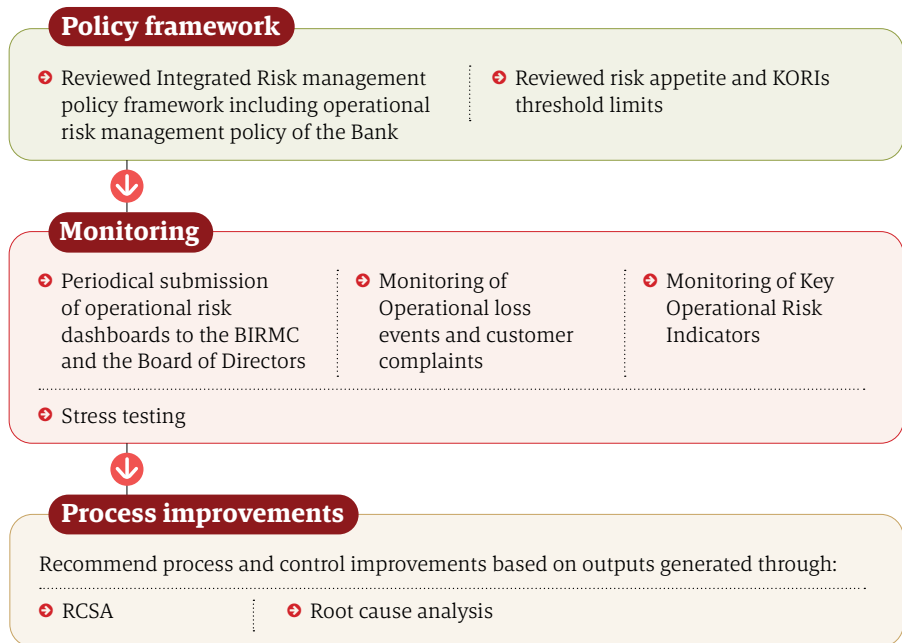 Policy framework
Reviewed Integrated Risk management
policy framework including operational
risk management policy of the Bank
Reviewed risk appetite and KORIs
threshold limits
Monitoring
Periodical submission
of operational risk
dashboards to the BIRMC
and the Board of Directors
Monitoring of
Operational loss
events and customer
complaints
Monitoring of Key
Operational Risk
Indicators
Stress testing
Process improvements
Recommend process and control improvements based on outputs generated through:
RCSA
Root cause analysis